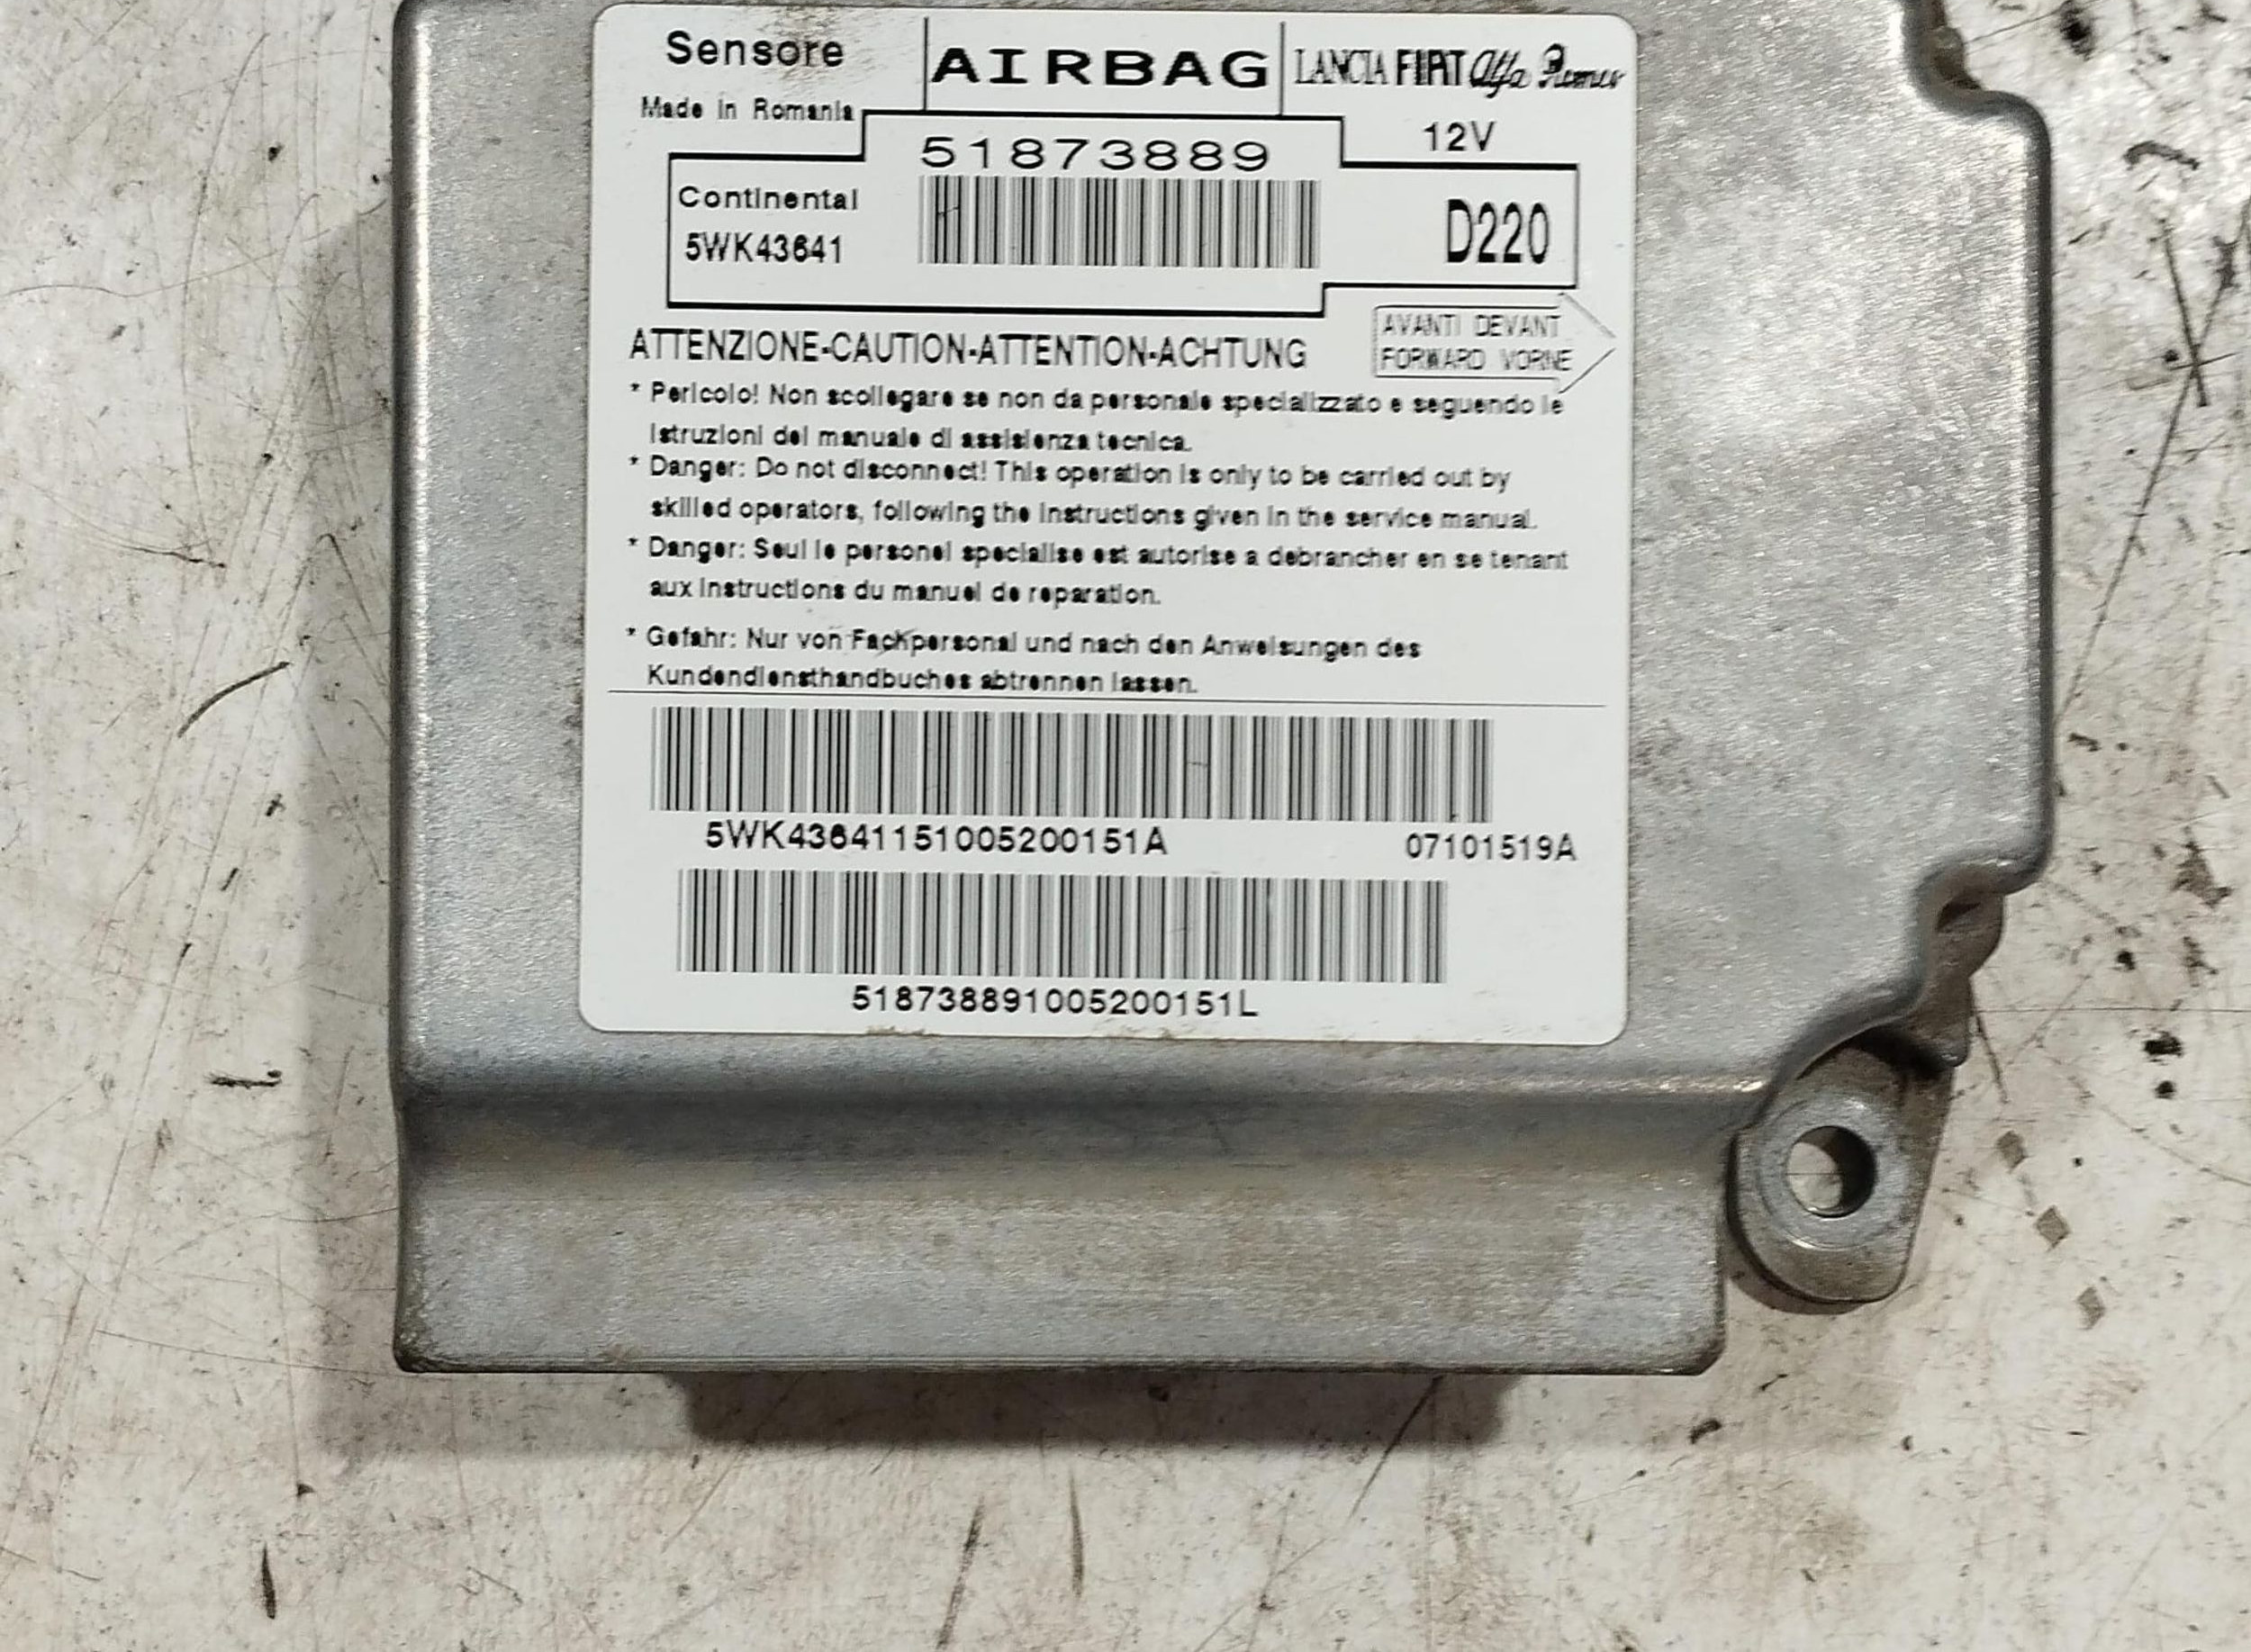 Sensore
AIRBAG
LANCIA FIAT Alfa Romeo
Made in Romania
12V
51873889
Continental
5WK43641
D220
AVANTI DEVANT
FORWARD VORNE
ATTENZIONE-CAUTION-ATTENTION-ACHTUNG
* Pericolo! Non scollegare se non da personale specializzato e seguendo le
istruzioni del manuale di assistenza tecnica.
* Danger: Do not disconnect! This operation is only to be carried out by
skilled operators, following the instructions given in the service manual.
* Danger: Seul le personel specialise est autorise a debrancher en se tenant
aux instructions du manuel de reparation.
* Gefahr: Nur von Fachpersonal und nach den Anweisungen des
Kundendiensthandbuches abtrennen lassen.
5WK43641151005200151A
07101519A
518738891005200151L